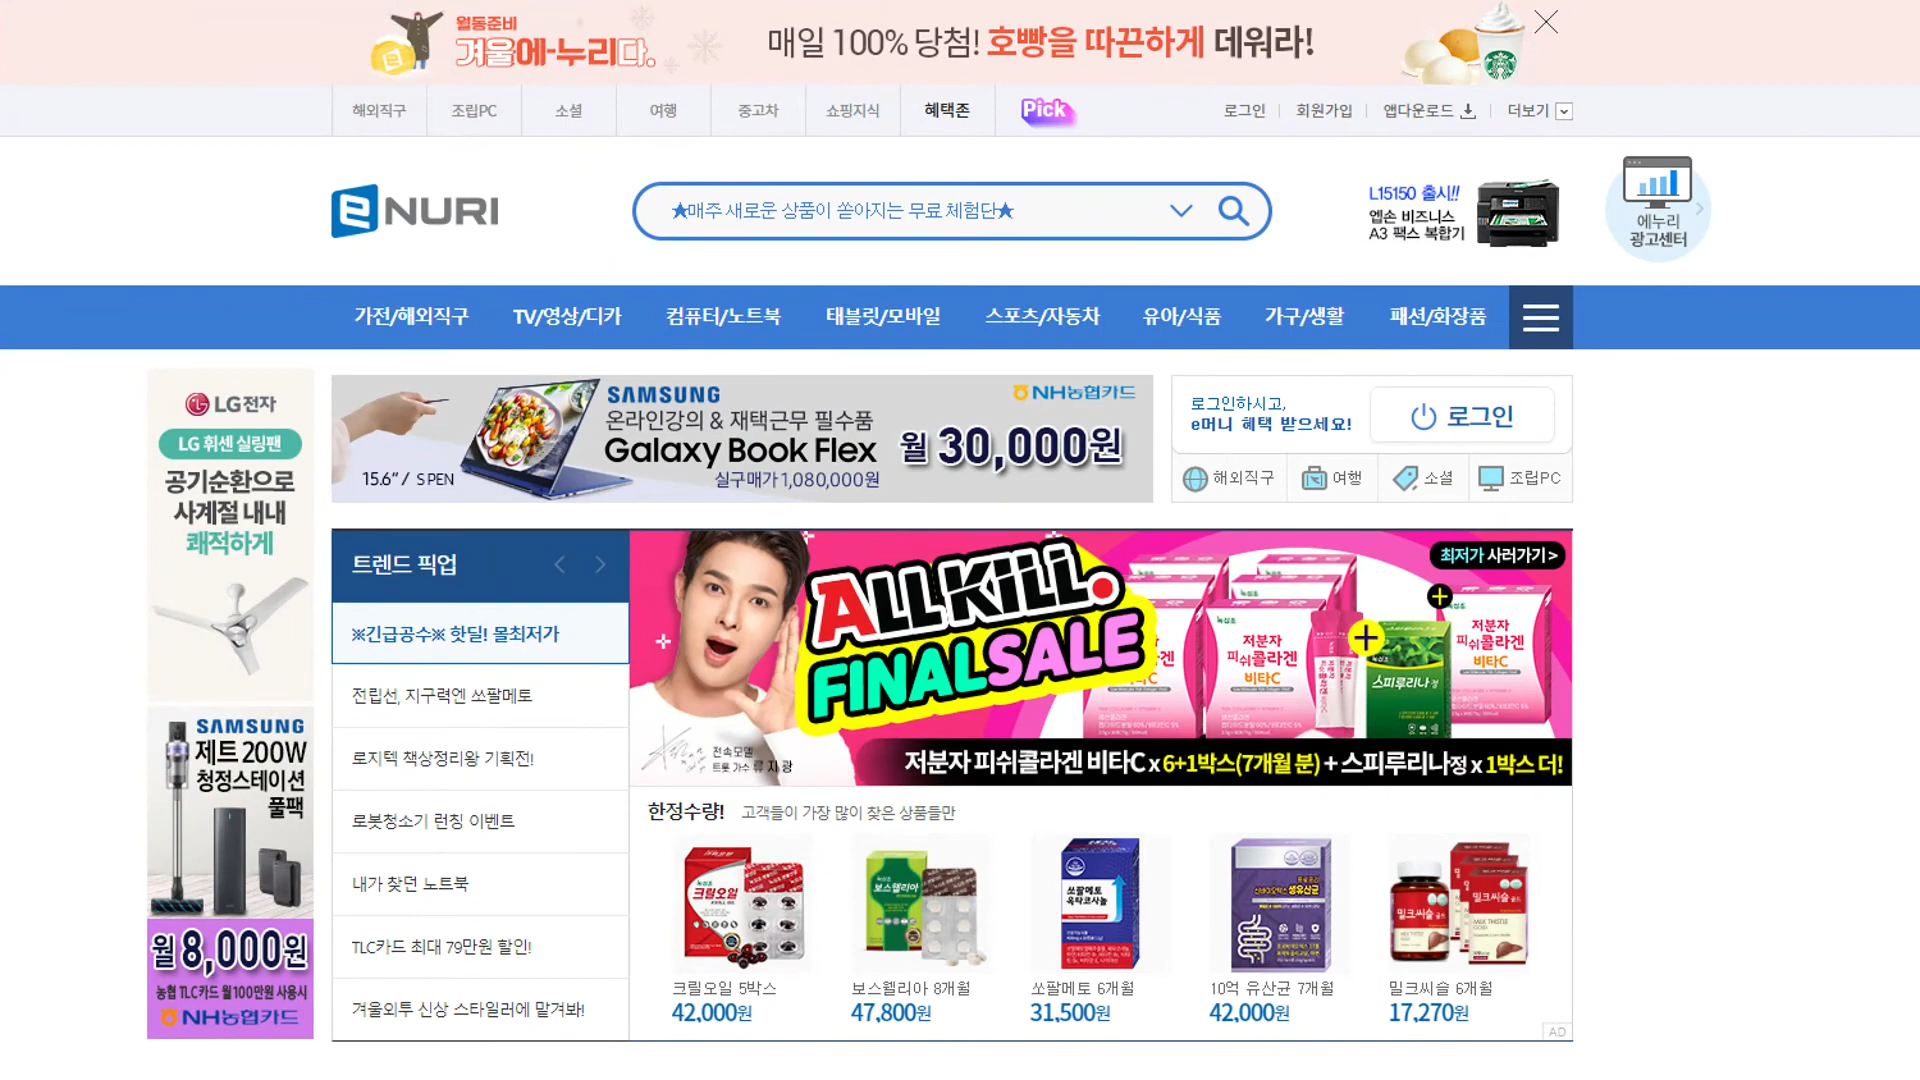 월동준비
겨울에-누리다.
매일 100% 당첨! 호빵을 따끈하게 데워라!
해외직구
조립PC
소셜
여행
중고차
쇼핑지식
혜택존
Pick
로그인
회원가입
앱다운로드
더보기
e NURI
★매주 새로운 상품이 쏟아지는 무료 체험단★
L15150 출시!!
엡손 비즈니스
A3 팩스 복합기
에누리
광고센터
가전/해외직구
TV/영상/디카
컴퓨터/노트북
태블릿/모바일
스포츠/자동차
유아/식품
가구/생활
패션/화장품
LG전자
LG 휘센 실링팬
공기순환으로
사계절 내내
쾌적하게
SAMSUNG
제트 200W
청정스테이션
풀팩
월 8,000원
농협 TLC카드 월100만원 사용시
NH농협카드
SAMSUNG
온라인강의 & 재택근무 필수품
Galaxy Book Flex
실구매가 1,080,000원
15.6“ / S PEN
NH농협카드
월 30,000원
로그인하시고,
e머니 혜택 받으세요!
로그인
해외직구
여행
소셜
조립PC
트렌드 픽업
※긴급공수※ 핫딜! 몰최저가
전립선, 지구력엔 쏘팔메토
로지텍 책상정리왕 기획전!
로봇청소기 런칭 이벤트
내가 찾던 노트북
TLC카드 최대 79만원 할인!
겨울외투 신상 스타일러에 맡겨봐!
ALL KILL.
FINAL SALE
최저가 사러가기 >
저분자
피쉬콜라겐
비타C
스피루리나 정
저분자
피쉬콜라겐
비타C
전속모델
트롯 가수 류지광
저분자 피쉬콜라겐 비타C x 6+1박스(7개월 분) + 스피루리나정 x 1박스 더!
한정수량! 고객들이 가장 많이 찾은 상품들만
크릴오일
보스웰리아
쏘팔메토
옥타코사놀
생유산균
밀크씨슬
밀크씨슬
MILK THISTLE
크릴오일 5박스
42,000원
보스웰리아 8개월
47,800원
쏘팔메토 6개월
31,500원
10억 유산균 7개월
42,000원
밀크씨슬 6개월
17,270원
AD